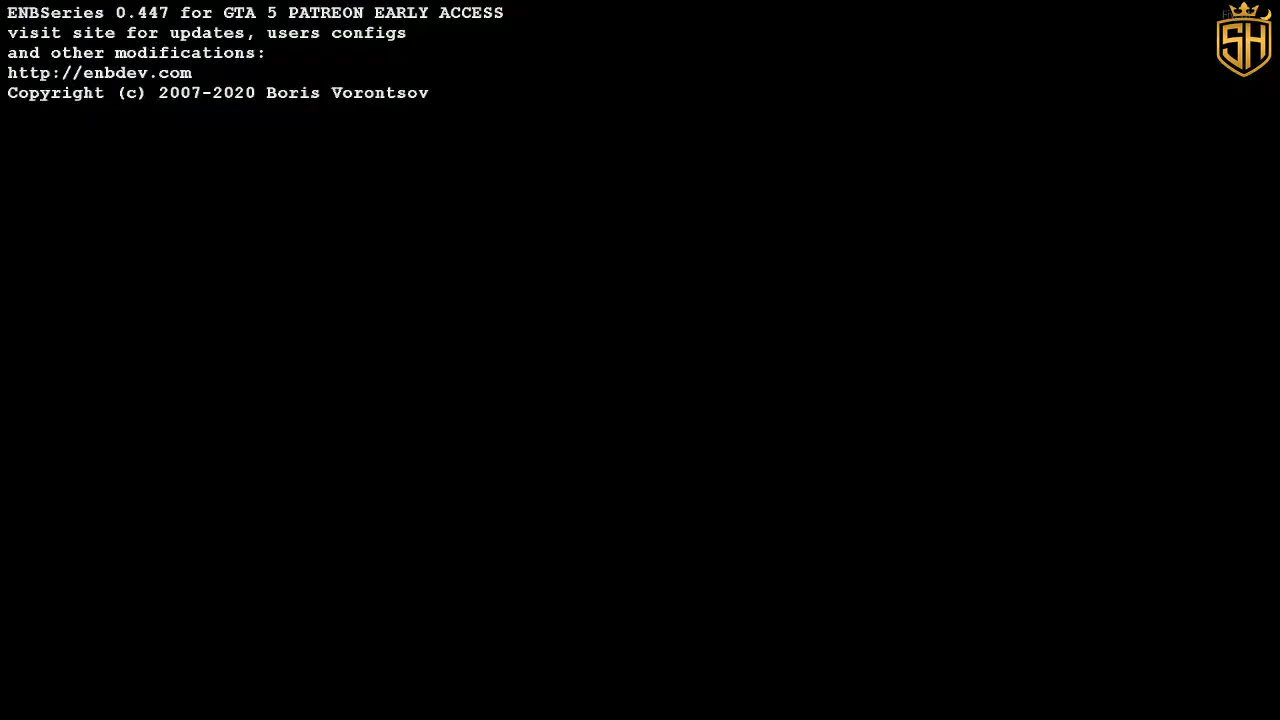 ENBSeries 0.447 for GTA 5 PATREON EARLY ACCESS
visit site for updates, users configs
and other modifications:
http://enbdev.com
Copyright (c) 2007-2020 Boris Vorontsov
SH